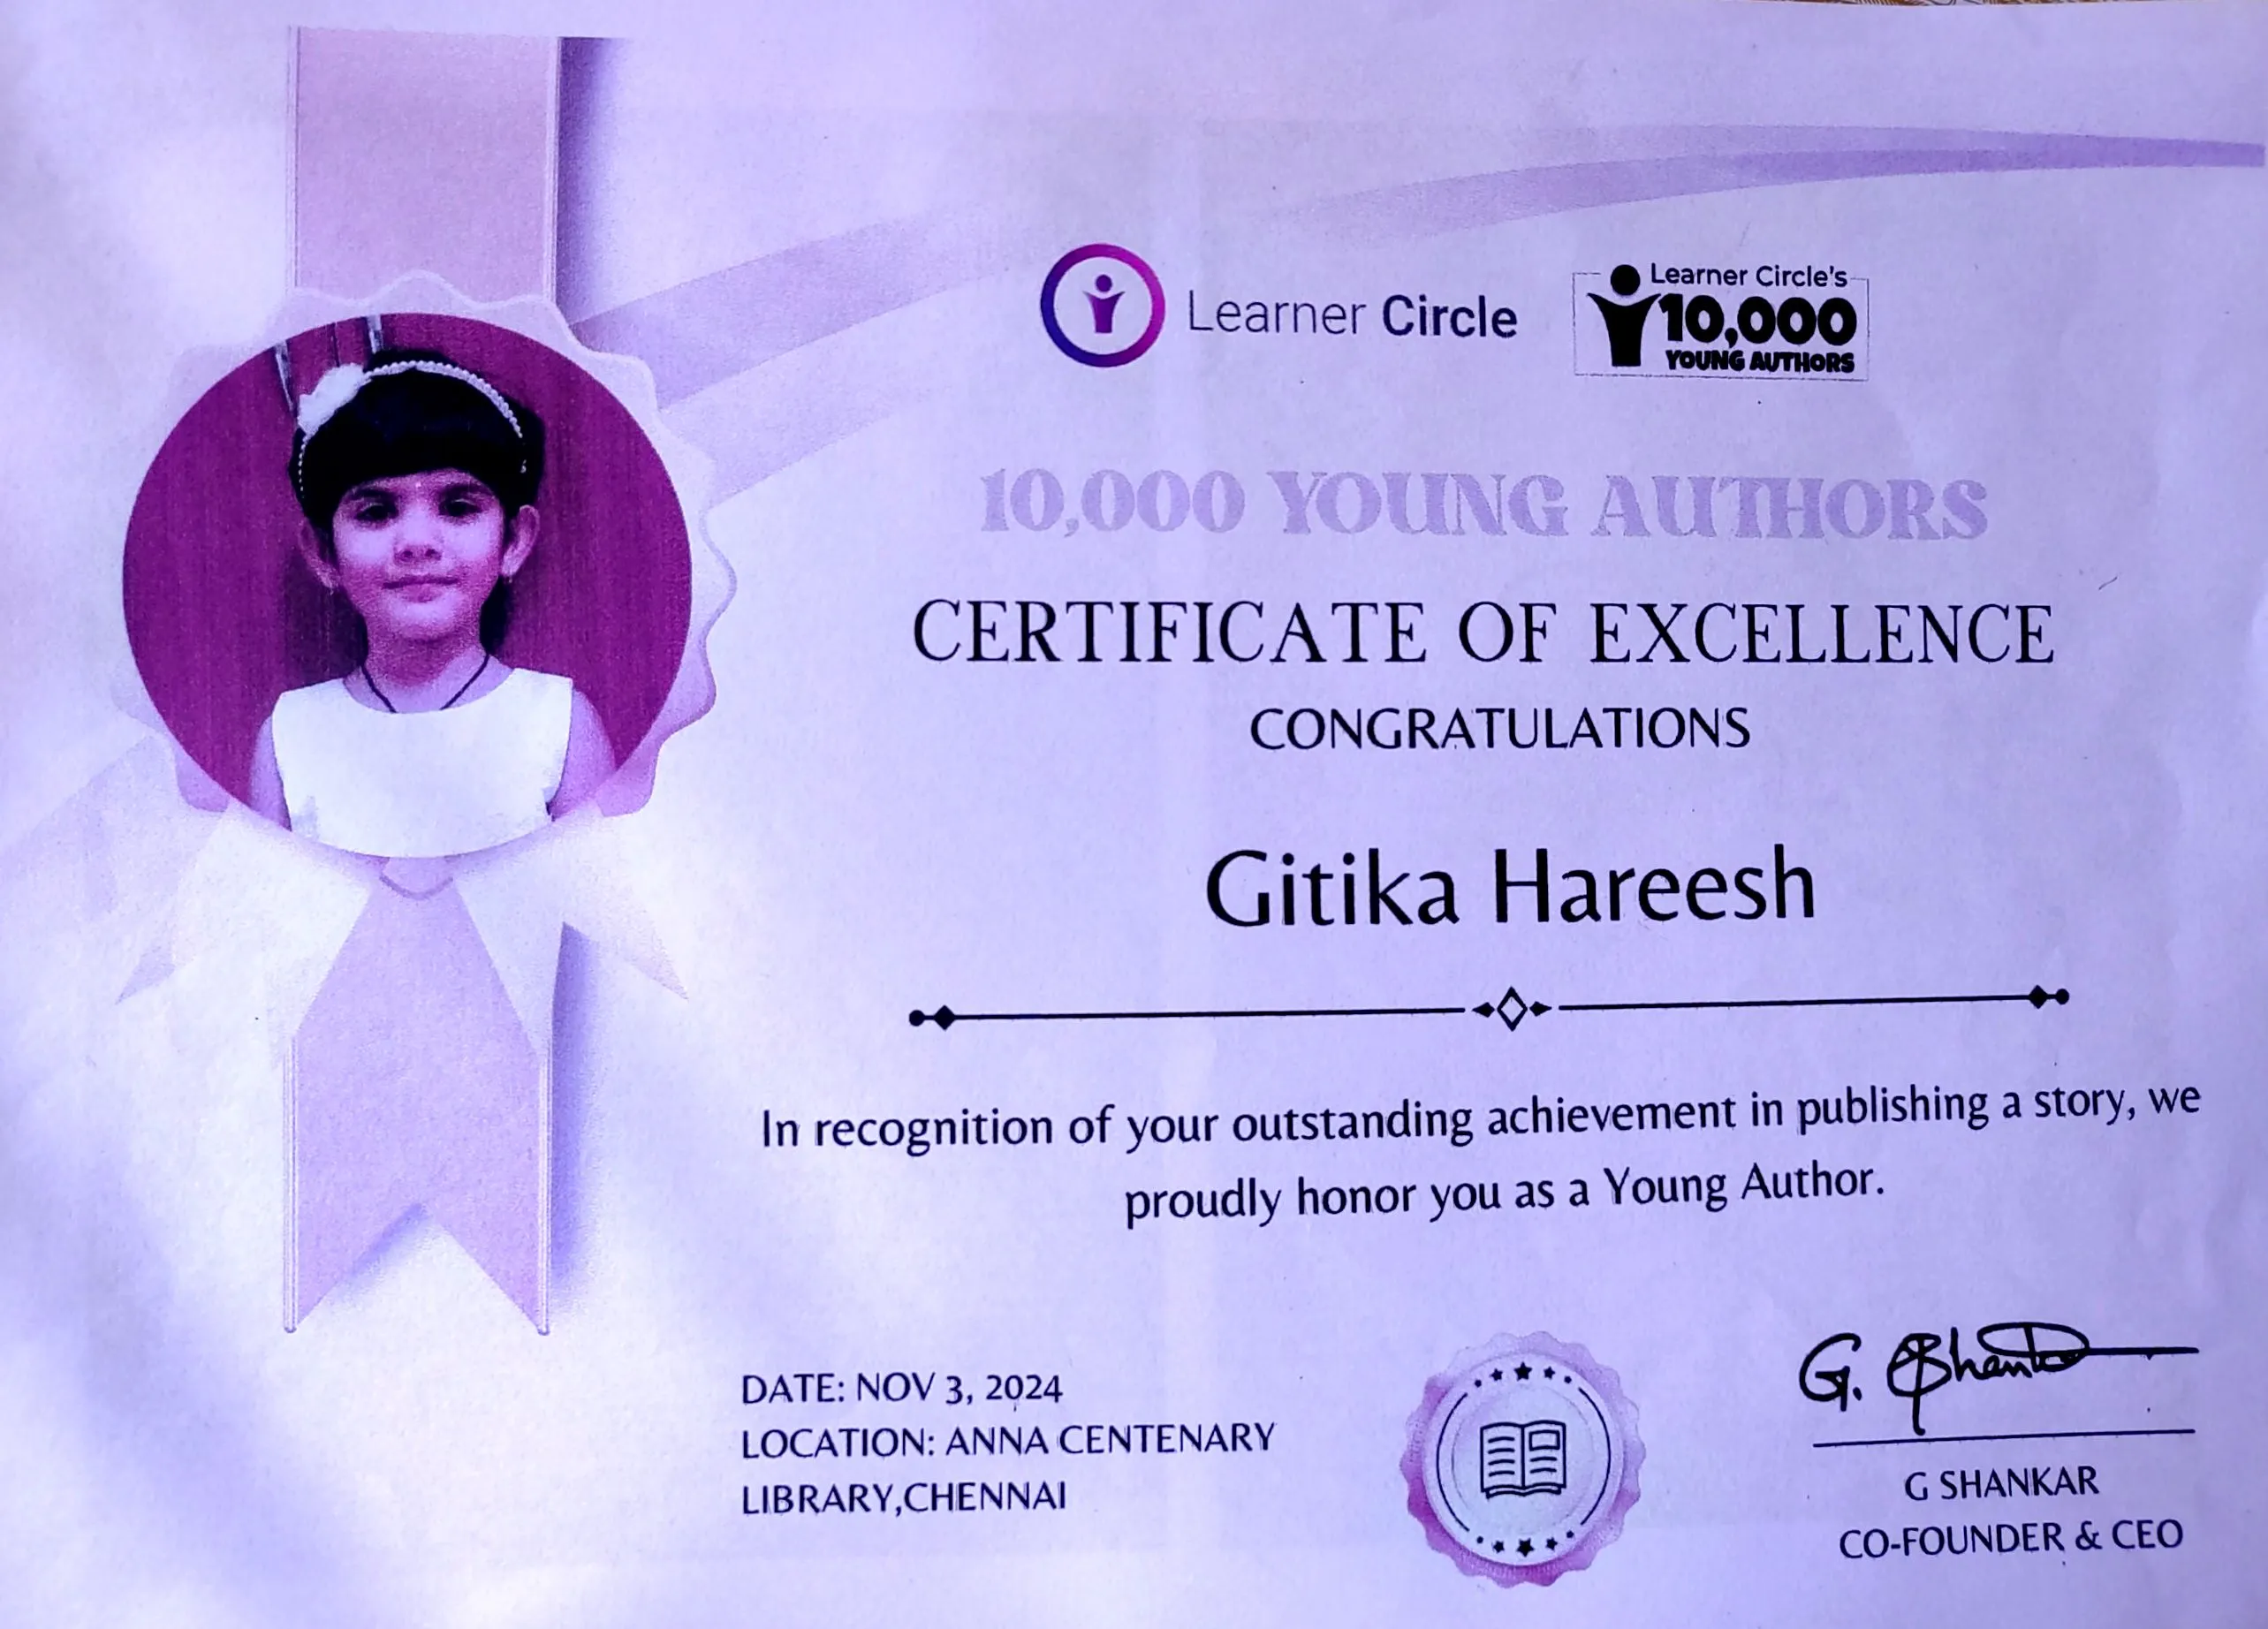 Learner Circle
Learner Circle's
10,000
YOUNG AUTHORS
10,000 YOUNG AUTHORS
CERTIFICATE OF EXCELLENCE
CONGRATULATIONS
Gitika Hareesh
In recognition of your outstanding achievement in publishing a story, we
proudly honor you as a Young Author.
DATE: NOV 3, 2024
LOCATION: ANNA CENTENARY
LIBRARY,CHENNAI
G. Shankar
G SHANKAR
CO-FOUNDER & CEO